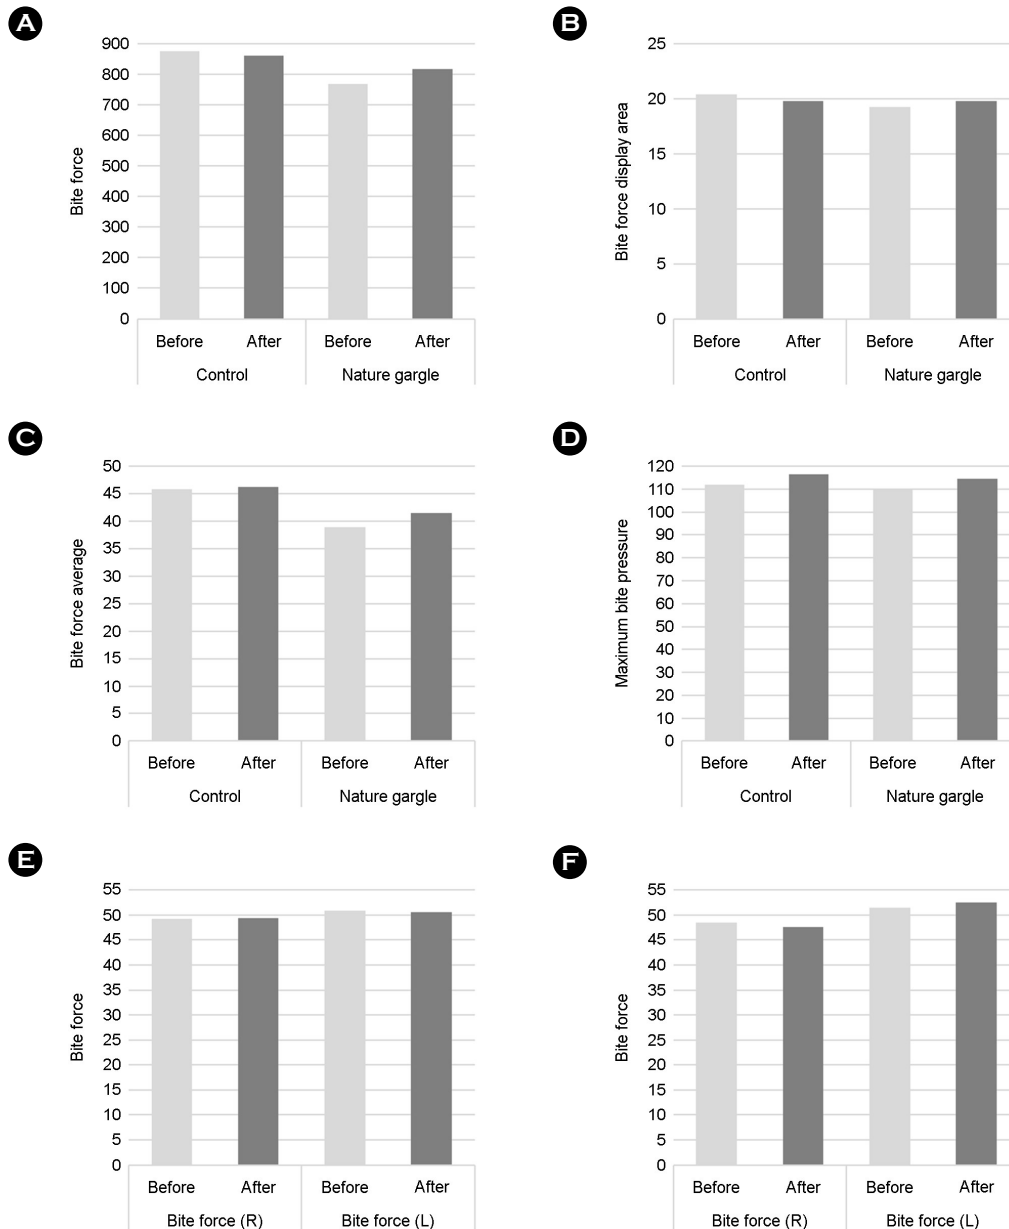 A
900
800
700
600
500
400
300
200
100
0
Bite force
Before After Before After
Control Nature gargle
B
25
20
15
10
5
0
Bite force display area
Before After Before After
Control Nature gargle
C
50
45
40
35
30
25
20
15
10
5
0
Bite force average
Before After Before After
Control Nature gargle
D
120
110
100
90
80
70
60
50
40
30
20
10
0
Maximum bite pressure
Before After Before After
Control Nature gargle
E
55
50
45
40
35
30
25
20
15
10
5
0
Bite force
Before After Before After
Bite force (R) Bite force (L)
F
55
50
45
40
35
30
25
20
15
10
5
0
Bite force
Before After Before After
Bite force (R) Bite force (L)